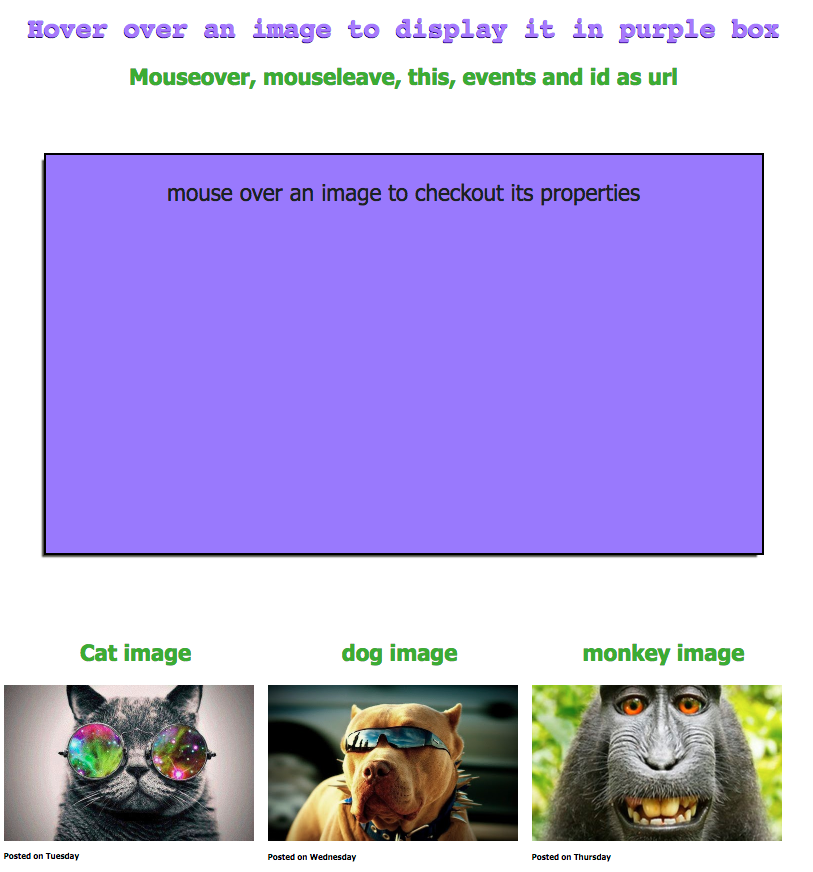 Hover over an image to display it in purple box
Mouseover, mouseleave, this, events and id as url
mouse over an image to checkout its properties
Cat image
dog image
monkey image
Posted on Tuesday
Posted on Wednesday
Posted on Thursday